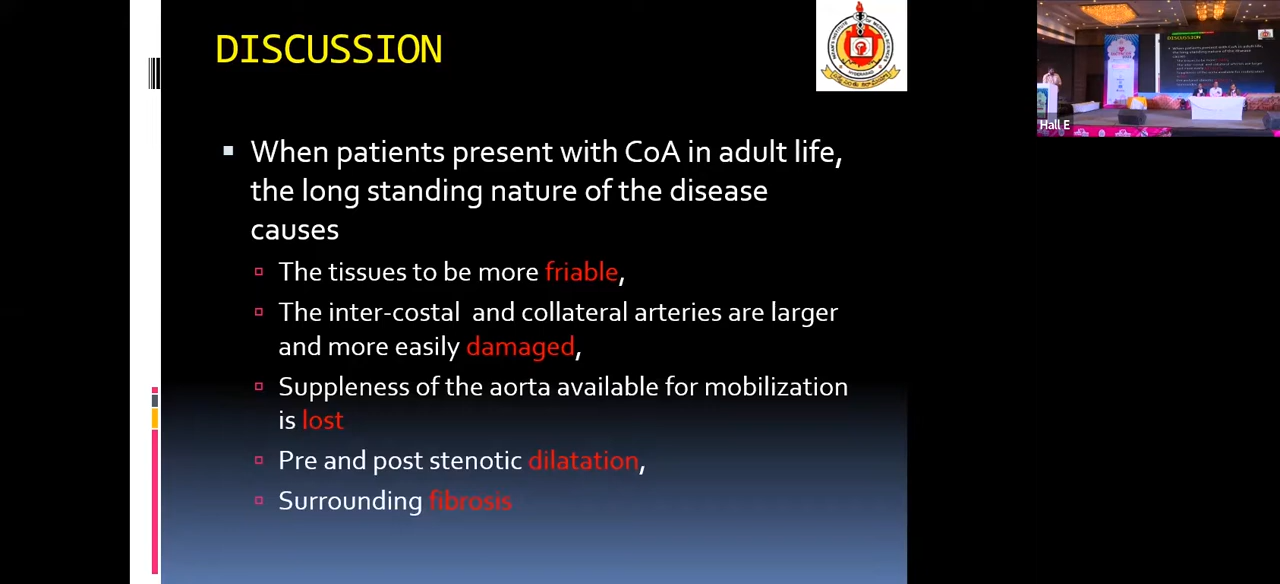 DISCUSSION
When patients present with CoA in adult life,
the long standing nature of the disease
causes
The tissues to be more friable,
The inter-costal and collateral arteries are larger
and more easily damaged,
Suppleness of the aorta available for mobilization
is lost
Pre and post stenotic dilatation,
Surrounding fibrosis
HYDERABAD
Hall E